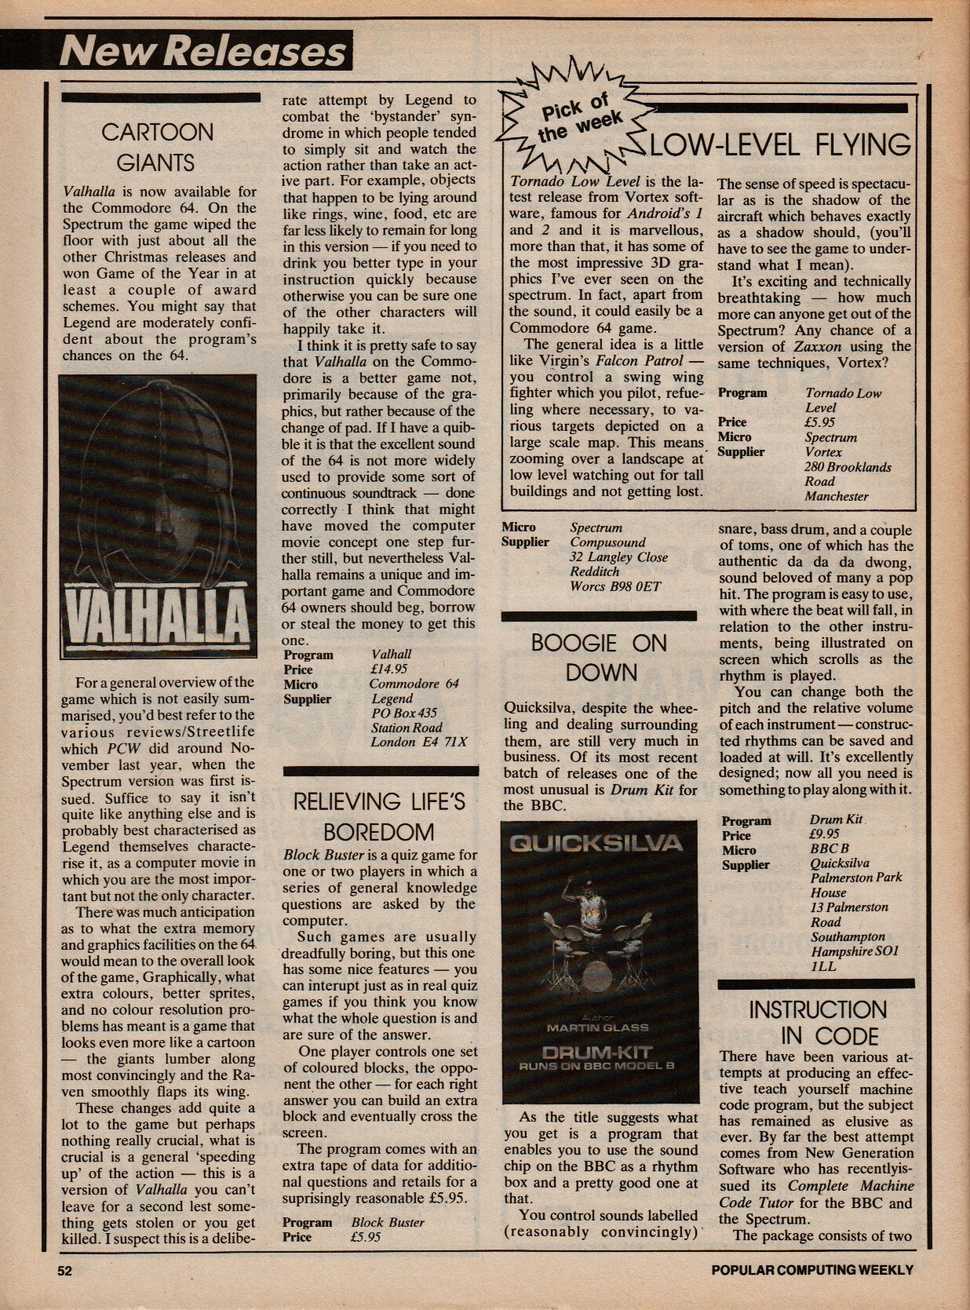 New Releases
CARTOON
GIANTS
Valhalla is now available for
the Commodore 64. On the
Spectrum the game wiped the
floor with just about all the
other Christmas releases and
won Game of the Year in at
least a couple of award
schemes. You might say that
Legend are moderately confi-
dent about the program's
chances on the 64.
VALHALLA
For a general overview of the
game which is not easily sum-
marised, you'd best refer to the
various reviews/Streetlife
which PCW did around No-
vember last year, when the
Spectrum version was first is-
sued. Suffice to say it isn't
quite like anything else and is
probably best characterised as
Legend themselves characte-
rise it, as a computer movie in
which you are the most impor-
tant but not the only character.
There was much anticipation
as to what the extra memory
and graphics facilities on the 64
would mean to the overall look
of the game, Graphically, what
extra colours, better sprites,
and no colour resolution pro-
blems has meant is a game that
looks even more like a cartoon
— the giants lumber along
most convincingly and the Ra-
ven smoothly flaps its wing.
These changes add quite a
lot to the game but perhaps
nothing really crucial, what is
crucial is a general 'speeding
up' of the action — this is a
version of Valhalla you can't
leave for a second lest some-
thing gets stolen or you get
killed. I suspect this is a delibe-
rate attempt by Legend to
combat the 'bystander' syn-
drome in which people tended
to simply sit and watch the
action rather than take an act-
ive part. For example, objects
that happen to be lying around
like rings, wine, food, etc are
far less likely to remain for long
in this version — if you need to
drink you better type in your
instruction quickly because
otherwise you can be sure one
of the other characters will
happily take it.
I think it is pretty safe to say
that Valhalla on the Commo-
dore is a better game not,
primarily because of the gra-
phics, but rather because of the
change of pad. If I have a quib-
ble it is that the excellent sound
of the 64 is not more widely
used to provide some sort of
continuous soundtrack — done
correctly I think that might
have moved the computer
movie concept one step fur-
ther still, but nevertheless Val-
halla remains a unique and im-
portant game and Commodore
64 owners should beg, borrow
or steal the money to get this
one.
Program Valhall
Price £14.95
Micro Commodore 64
Supplier Legend
PO Box 435
Station Road
London E4 71X
RELIEVING LIFE'S
BOREDOM
Block Buster is a quiz game for
one or two players in which a
series of general knowledge
questions are asked by the
computer.
Such games are usually
dreadfully boring, but this one
has some nice features — you
can interupt just as in real quiz
games if you think you know
what the whole question is and
are sure of the answer.
One player controls one set
of coloured blocks, the oppo-
nent the other — for each right
answer you can build an extra
block and eventually cross the
screen.
The program comes with an
extra tape of data for additio-
nal questions and retails for a
suprisingly reasonable £5.95.
Program Block Buster
Price £5.95
Pick of
the week
LOW-LEVEL FLYING
Tornado Low Level is the la-
test release from Vortex soft-
ware, famous for Android's 1
and 2 and it is marvellous,
more than that, it has some of
the most impressive 3D gra-
phics I've ever seen on the
spectrum. In fact, apart from
the sound, it could easily be a
Commodore 64 game.
The general idea is a little
like Virgin's Falcon Patrol —
you control a swing wing
fighter which you pilot, refue-
ling where necessary, to va-
rious targets depicted on a
large scale map. This means
zooming over a landscape at
low level watching out for tall
buildings and not getting lost.
The sense of speed is spectacu-
lar as is the shadow of the
aircraft which behaves exactly
as a shadow should, (you'll
have to see the game to under-
stand what I mean).
It's exciting and technically
breathtaking — how much
more can anyone get out of the
Spectrum? Any chance of a
version of Zaxxon using the
same techniques, Vortex?
Program Tornado Low
Level
Price £5.95
Micro Spectrum
Supplier Vortex
280 Brooklands
Road
Manchester
Micro Spectrum
Supplier Compusound
32 Langley Close
Redditch
Worcs B98 0ET
BOOGIE ON
DOWN
Quicksilva, despite the whee-
ling and dealing surrounding
them, are still very much in
business. Of its most recent
batch of releases one of the
most unusual is Drum Kit for
the BBC.
QUICKSILVA
Author
MARTIN GLASS
DRUM-KIT
RUNS ON BBC MODEL B
As the title suggests what
you get is a program that
enables you to use the sound
chip on the BBC as a rhythm
box and a pretty good one at
that.
You control sounds labelled
(reasonably convincingly)
snare, bass drum, and a couple
of toms, one of which has the
authentic da da da dwong,
sound beloved of many a pop
hit. The program is easy to use,
with where the beat will fall, in
relation to the other instru-
ments, being illustrated on
screen which scrolls as the
rhythm is played.
You can change both the
pitch and the relative volume
of each instrument — construc-
ted rhythms can be saved and
loaded at will. It's excellently
designed; now all you need is
something to play along with it.
Program Drum Kit
Price £9.95
Micro BBC B
Supplier Quicksilva
Palmerston Park
House
13 Palmerston
Road
Southampton
Hampshire SO1
1LL
INSTRUCTION
IN CODE
There have been various at-
tempts at producing an effec-
tive teach yourself machine
code program, but the subject
has remained as elusive as
ever. By far the best attempt
comes from New Generation
Software who has recentlyis-
sued its Complete Machine
Code Tutor for the BBC and
the Spectrum.
The package consists of two
52
POPULAR COMPUTING WEEKLY